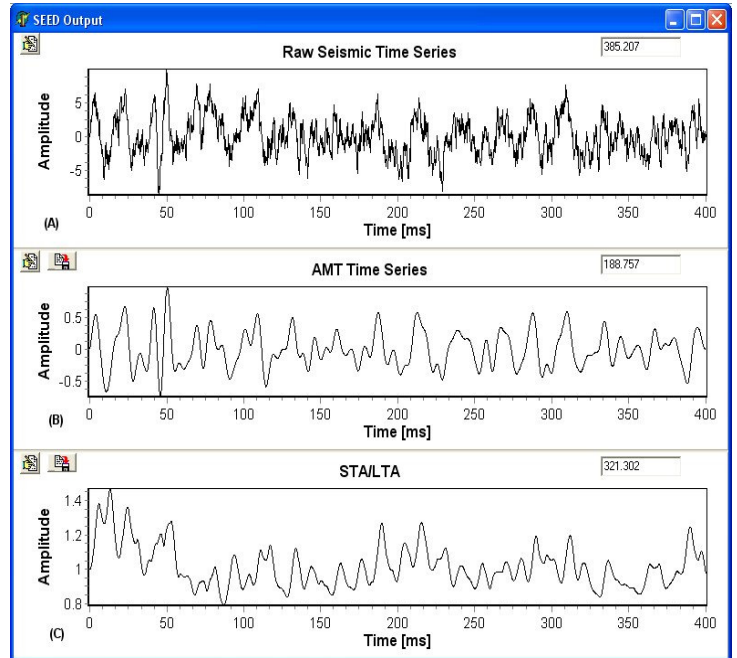 SEED Output
Raw Seismic Time Series
385.207
Amplitude
5
0
-5
0 50 100 150 200 250 300 350 400
Time [ms]
(A)
AMT Time Series
188.757
Amplitude
0.5
0
-0.5
0 50 100 150 200 250 300 350 400
Time [ms]
(B)
STA/LTA
321.302
Amplitude
1.4
1.2
1
0.8
0 50 100 150 200 250 300 350 400
Time [ms]
(C)